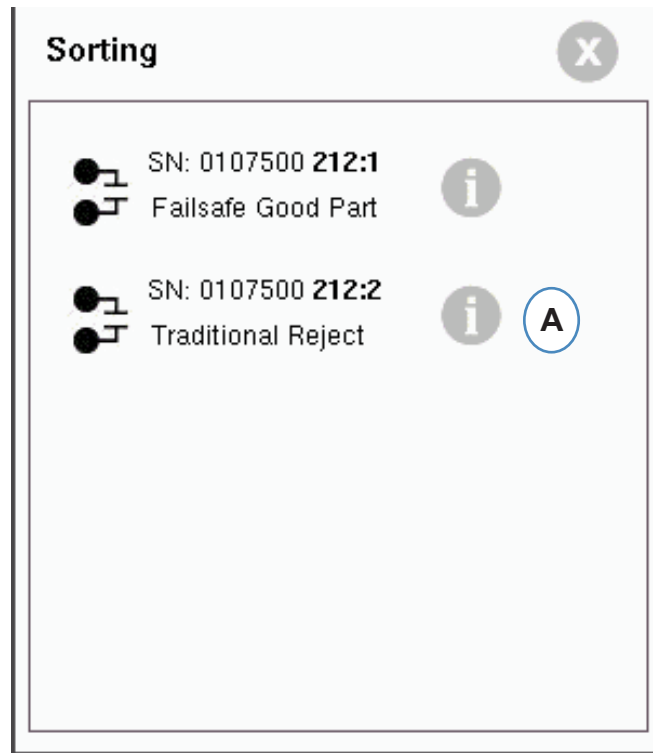 Sorting
X
SN: 0107500 212:1
Failsafe Good Part
i
SN: 0107500 212:2
Traditional Reject
i
A